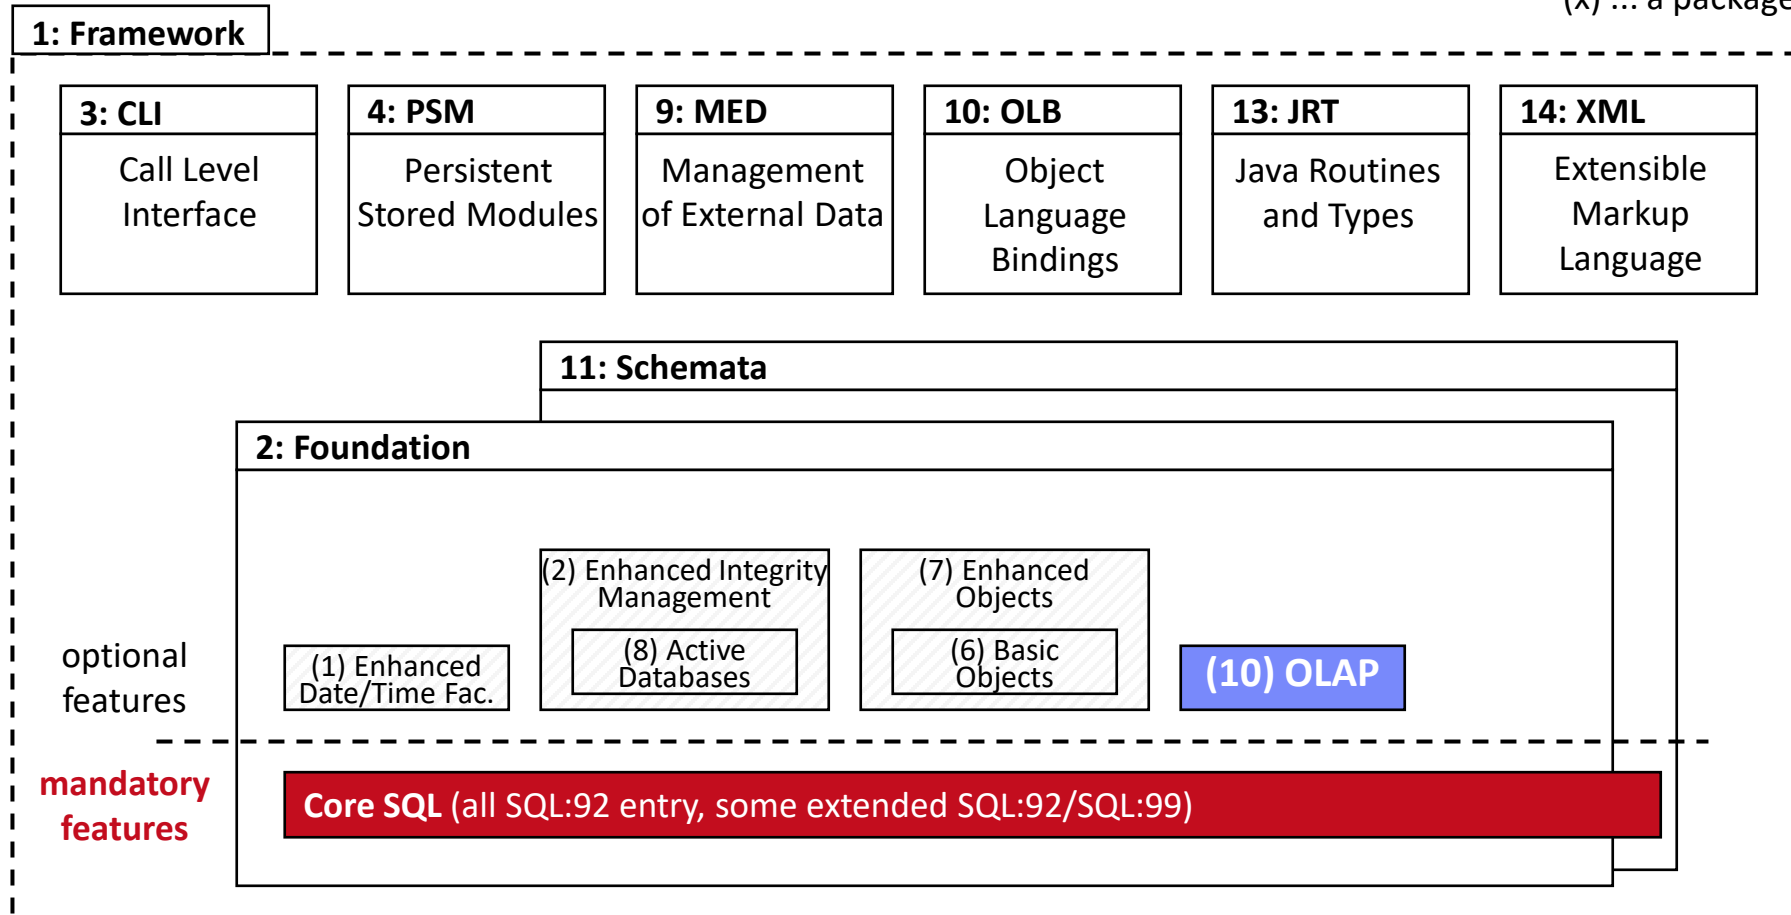 (x) ... a package
1: Framework
3: CLI
Call Level
Interface
4: PSM
Persistent
Stored Modules
9: MED
Management
of External Data
10: OLB
Object
Language
Bindings
13: JRT
Java Routines
and Types
14: XML
Extensible
Markup
Language
11: Schemata
2: Foundation
optional
features
(1) Enhanced
Date/Time Fac.
(2) Enhanced Integrity
Management
(8) Active
Databases
(7) Enhanced
Objects
(6) Basic
Objects
(10) OLAP
mandatory
features
Core SQL (all SQL:92 entry, some extended SQL:92/SQL:99)